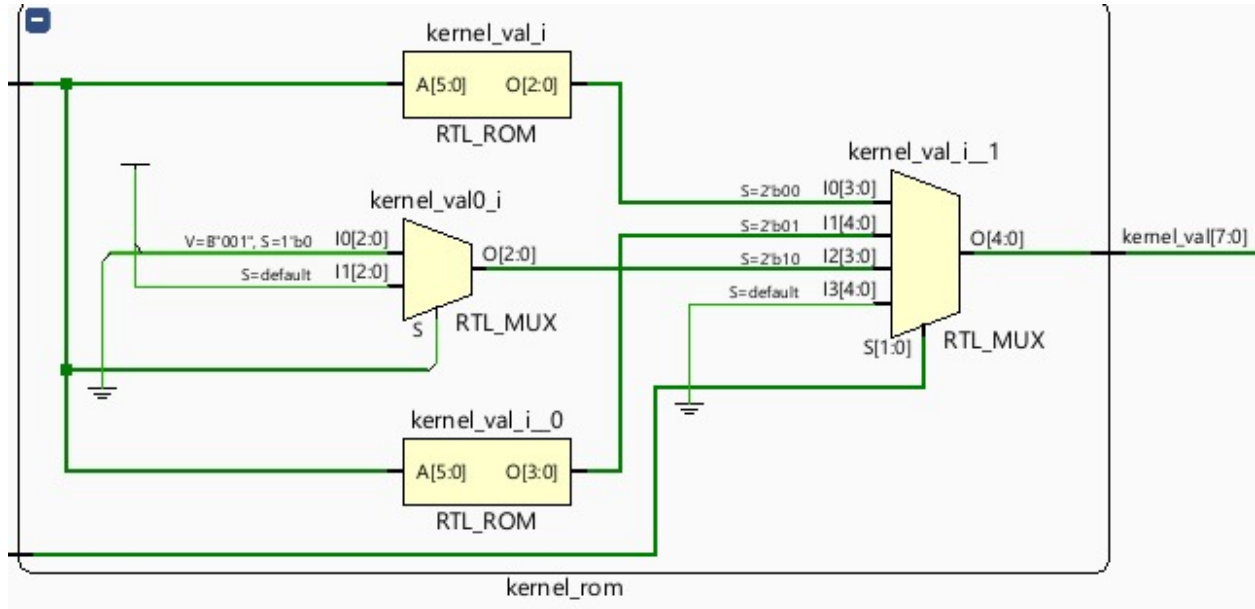 kernel_val_i
A[5:0] O[2:0]
RTL_ROM
kernel_val_i__1
kernel_val0_i
S=2'b00 I0[3:0]
S=2'b01 I1[4:0]
V=B"001", S=1'b0 I0[2:0]
O[2:0]
O[4:0]
kernel_val[7:0]
S=2'b10 I2[3:0]
S=default I1[2:0]
S=default I3[4:0]
S
RTL_MUX
S[1:0]
RTL_MUX
kernel_val_i__0
A[5:0] O[3:0]
RTL_ROM
kernel_rom